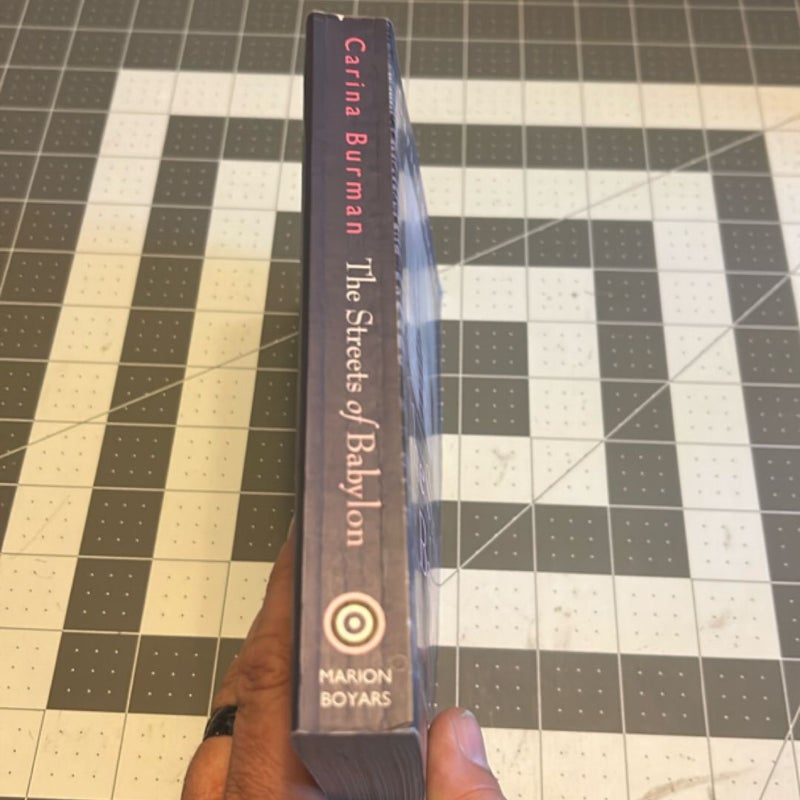 Carina Burman The Streets of Babylon
MARION
BOYARS